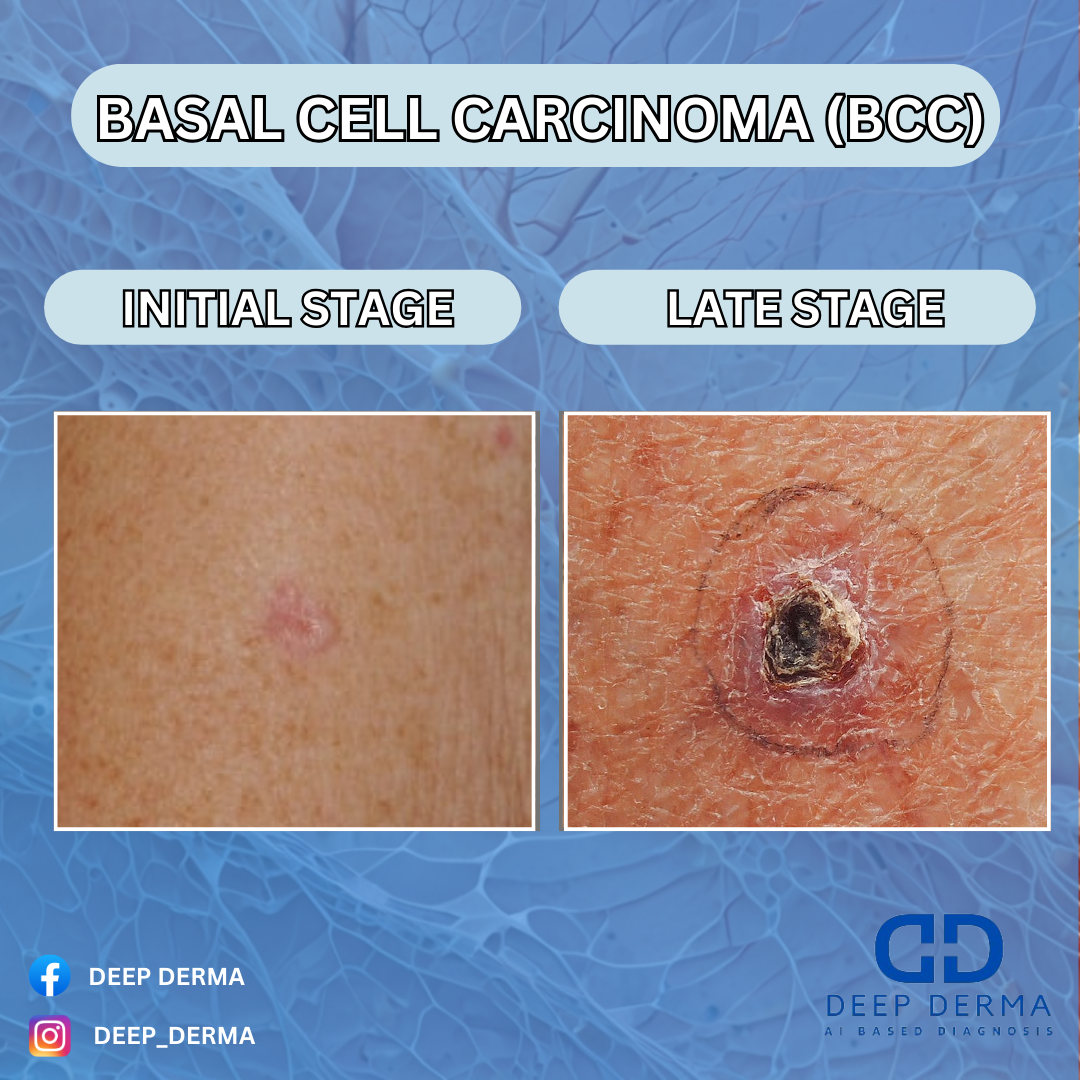 BASAL CELL CARCINOMA (BCC)
INITIAL STAGE
LATE STAGE
DEEP DERMA
DEEP_DERMA
DEEP DERMA
AI BASED DIAGNOSIS